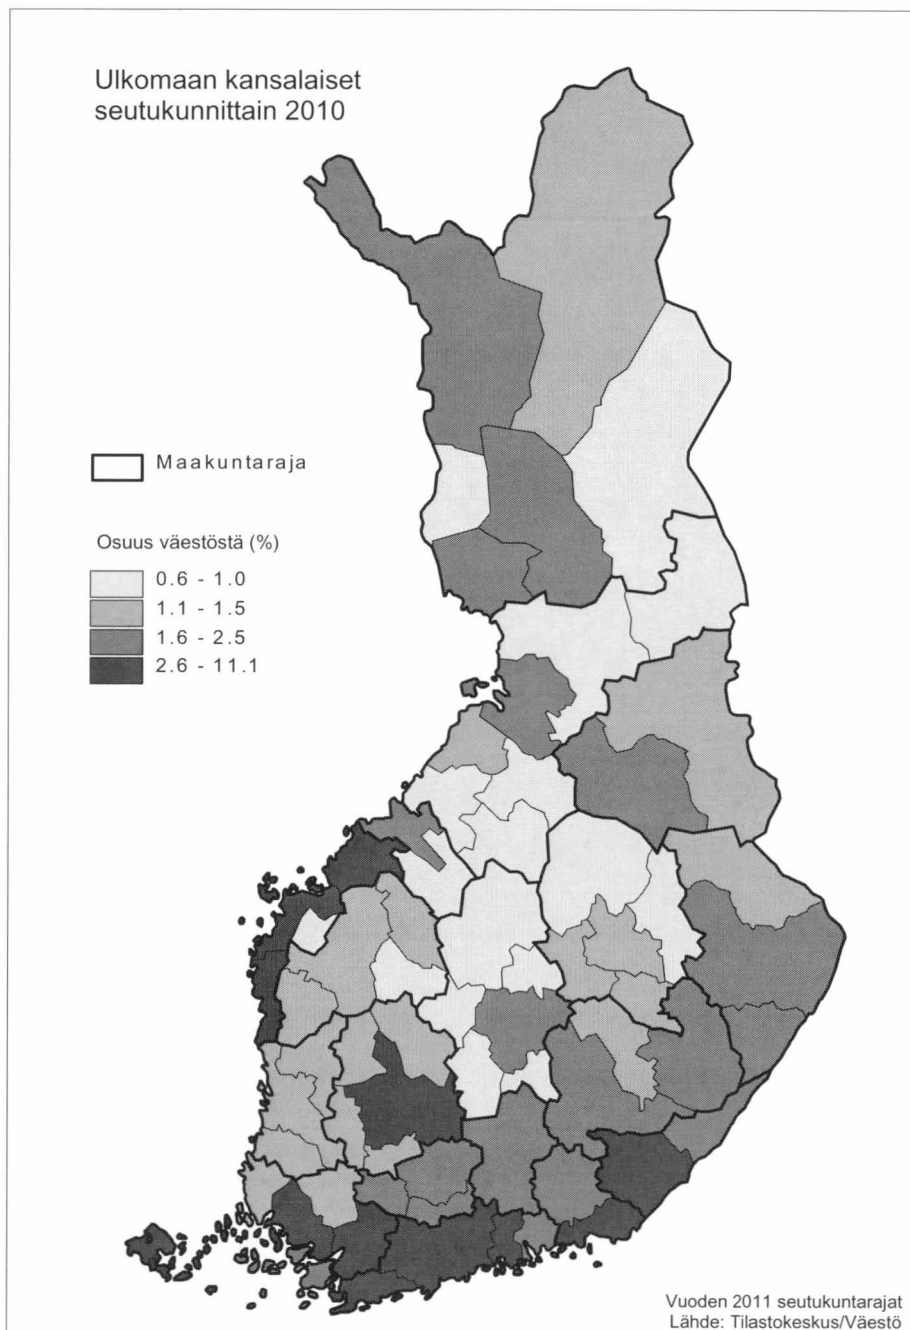 Ulkomaan kansalaiset
seutukunnittain 2010
Maakuntaraja
Osuus väestöstä (%)
0.6 - 1.0
1.1 - 1.5
1.6 - 2.5
2.6 - 11.1
Vuoden 2011 seutukuntarajat
Lähde: Tilastokeskus/Väestö